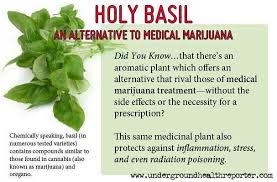 HOLY BASIL
AN ALTERNATIVE TO MEDICAL MARIJUANA
Did You Know…that there's an
aromatic plant which offers an
alternative that rival those of medical
marijuana treatment—without the
side effects or the necessity for a
prescription?
This same medicinal plant also
protects against inflammation, stress,
and even radiation poisoning.
Chemically speaking, basil (in
numerous tested varieties)
contains compounds similar to
those found in cannabis (also
known as marijuana) and
oregano.
www.undergroundhealthreporter.com